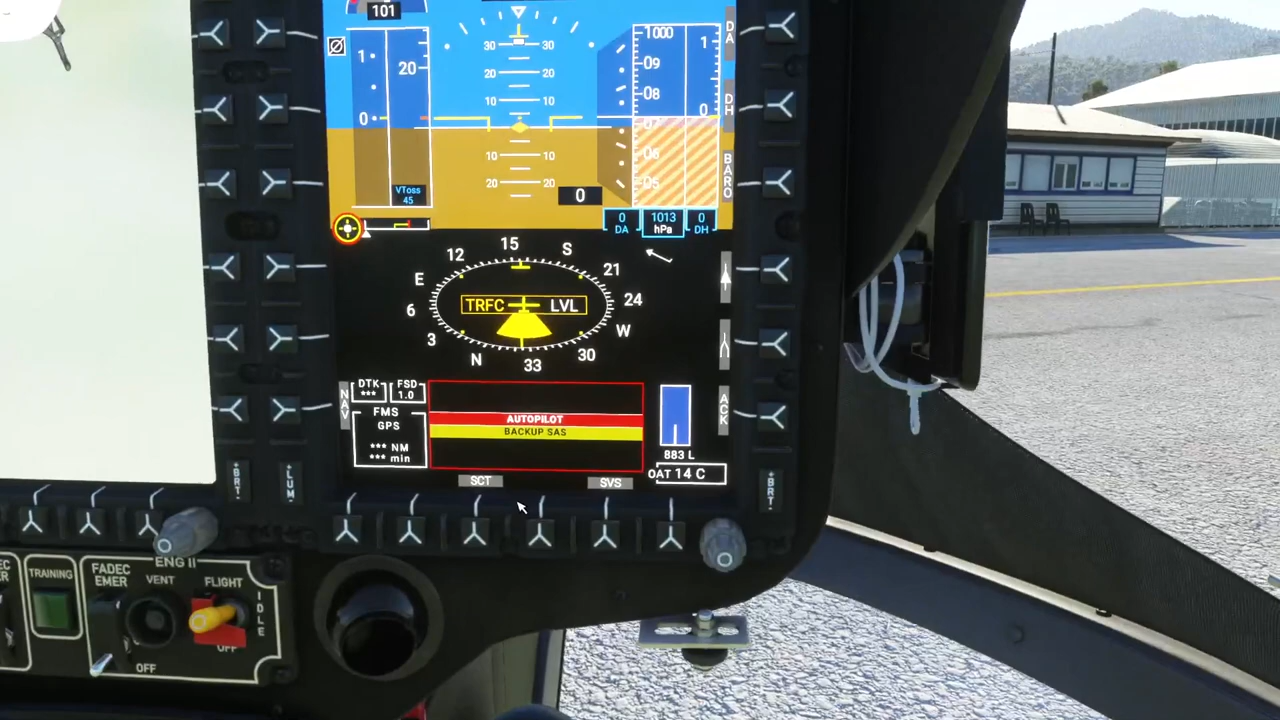 101
1
20
0
30 30
20 20
10 10
10 10
20 20
VToss
45
0
1000
09
08
06
05
1
0
DA
DH
BARO
0
DA
1013
hPa
0
DH
12 15 S 21 24 W 30 33 N 3 6 E
TRFC LVL
NAV
DTK
***
FSD
1.0
FMS
GPS
*** NM
*** min
AUTOPILOT
BACKUP SAS
ACK
883 L
OAT 14 C
SCT
SVS
+BRT-
+LUM-
+BRT-
TRAINING
ENG II
FADEC
EMER
VENT
FLIGHT
IDLE
OFF
OFF